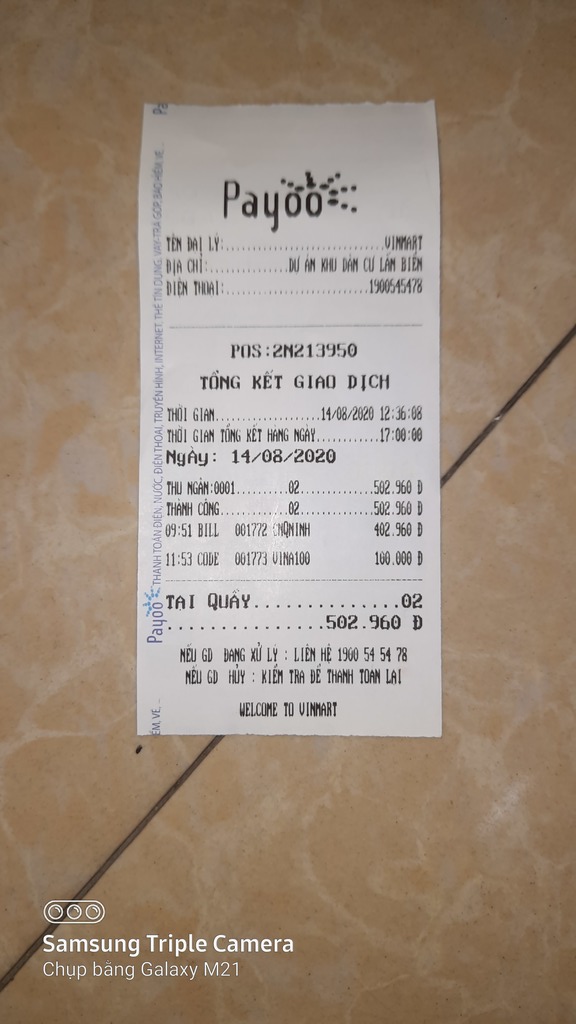 Payoo
TÊN ĐẠI LÝ:........................VINMART
ĐỊA CHỈ:............DỰ ÁN KHU DÂN CƯ LÂM BIÊN
ĐIỆN THOẠI:......................1900545478
POS:2N213950
TỔNG KẾT GIAO DỊCH
THỜI GIAN................14/08/2020 12:36:08
THỜI GIAN TỔNG KẾT HÀNG NGÀY.........17:00:00
Ngày: 14/08/2020
THU NGÂN:0001........02............502.960 Đ
THÀNH CÔNG...........02............502.960 Đ
09:51 BILL 001772 CNQNINH 402.960 Đ
11:53 CODE 001773 VINA100 100.000 Đ
TẠI QUẦY..............02
...............502.960 Đ
NẾU GD ĐANG XỬ LÝ : LIÊN HỆ 1900 54 54 78
NẾU GD HỦY : KIỂM TRA ĐỂ THANH TOÁN LẠI
WELCOME TO VINMART
Payoo THANH TOÁN ĐIỆN, NƯỚC, ĐIỆN THOẠI, TRUYỀN HÌNH, INTERNET, THẺ TÍN DỤNG, VAY-TRẢ GÓP, BẢO HIỂM, VÉ...
Samsung Triple Camera
Chụp bằng Galaxy M21